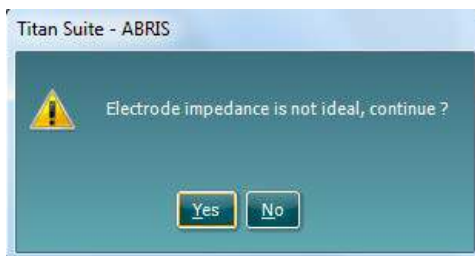 Titan Suite - ABRIS
Electrode impedance is not ideal, continue ?
Yes No